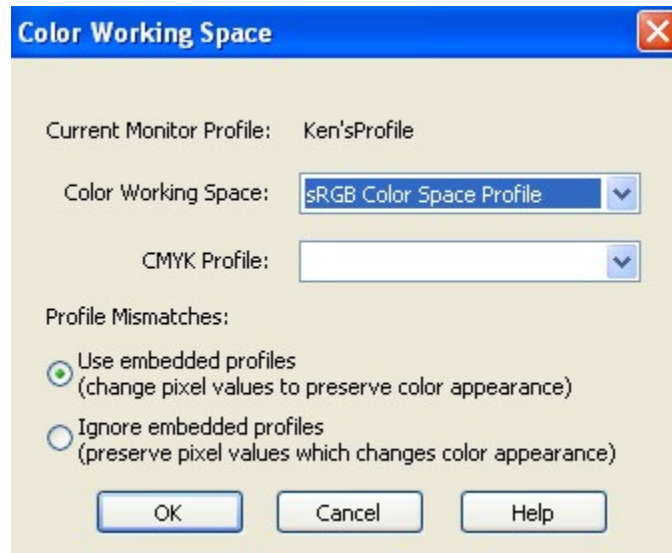 Color Working Space
Current Monitor Profile: Ken'sProfile
Color Working Space: sRGB Color Space Profile
CMYK Profile:
Profile Mismatches:
Use embedded profiles
(change pixel values to preserve color appearance)
Ignore embedded profiles
(preserve pixel values which changes color appearance)
OK Cancel Help